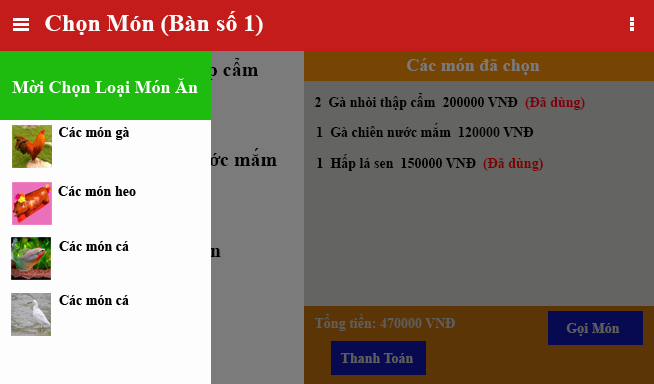 Chọn Món (Bàn số 1)
Mời Chọn Loại Món Ăn
Các món gà
Các món heo
Các món cá
Các món cá
p cẩm
ớc mắm
n
Các món đã chọn
2 Gà nhòi thập cẩm 200000 VNĐ (Đã dùng)
1 Gà chiên nước mắm 120000 VNĐ
1 Hấp lá sen 150000 VNĐ (Đã dùng)
Tổng tiền: 470000 VNĐ
Gọi Món
Thanh Toán